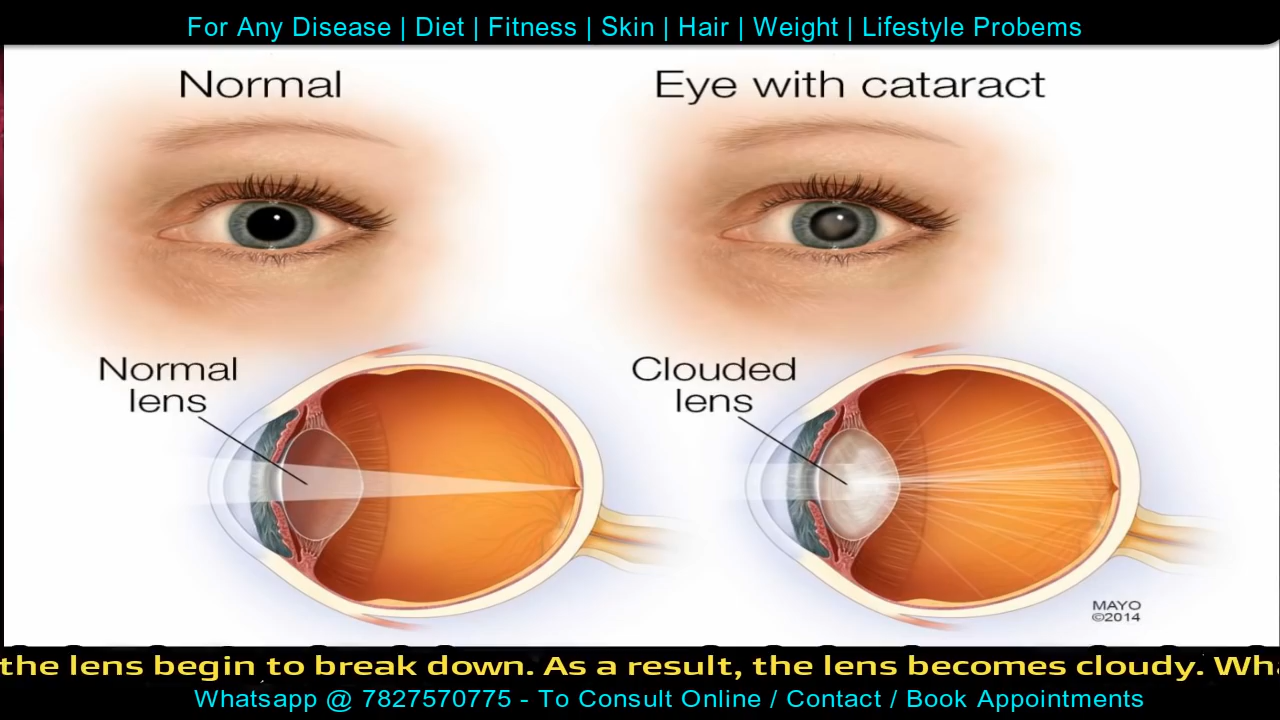 For Any Disease | Diet | Fitness | Skin | Hair | Weight | Lifestyle Probems
Normal
Eye with cataract
Normal
lens
Clouded
lens
MAYO
©2014
the lens begin to break down. As a result, the lens becomes cloudy. Wh
Whatsapp @ 7827570775 - To Consult Online / Contact / Book Appointments